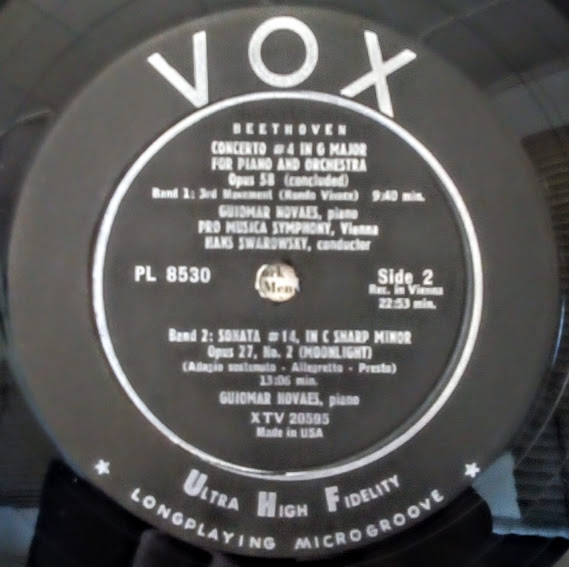 VOX
BEETHOVEN
CONCERTO #4 IN G MAJOR
FOR PIANO AND ORCHESTRA
Opus 58 (concluded)
Band 1: 3rd Movement (Rondo Vivace) 9:40 min.
GUIOMAR NOVAES, piano
PRO MUSICA SYMPHONY, Vienna
HANS SWAROWSKY, conductor
PL 8530
Side 2
Rec. in Vienna
22:53 min.
Men
Band 2: SONATA #14, IN C SHARP MINOR
Opus 27, No. 2 (MOONLIGHT)
(Adagio sostenuto - Allegretto - Presto)
13:06 min.
GUIOMAR NOVAES, piano
XTV 20595
Made in USA
ULTRA HIGH FIDELITY
LONGPLAYING MICROGROOVE